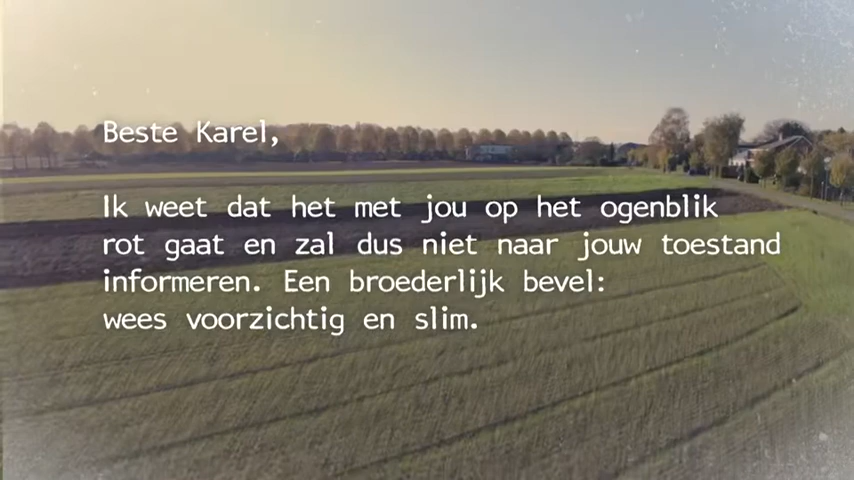 Beste Karel,
Ik weet dat het met jou op het ogenblik
rot gaat en zal dus niet naar jouw toestand
informeren. Een broederlijk bevel:
wees voorzichtig en slim.